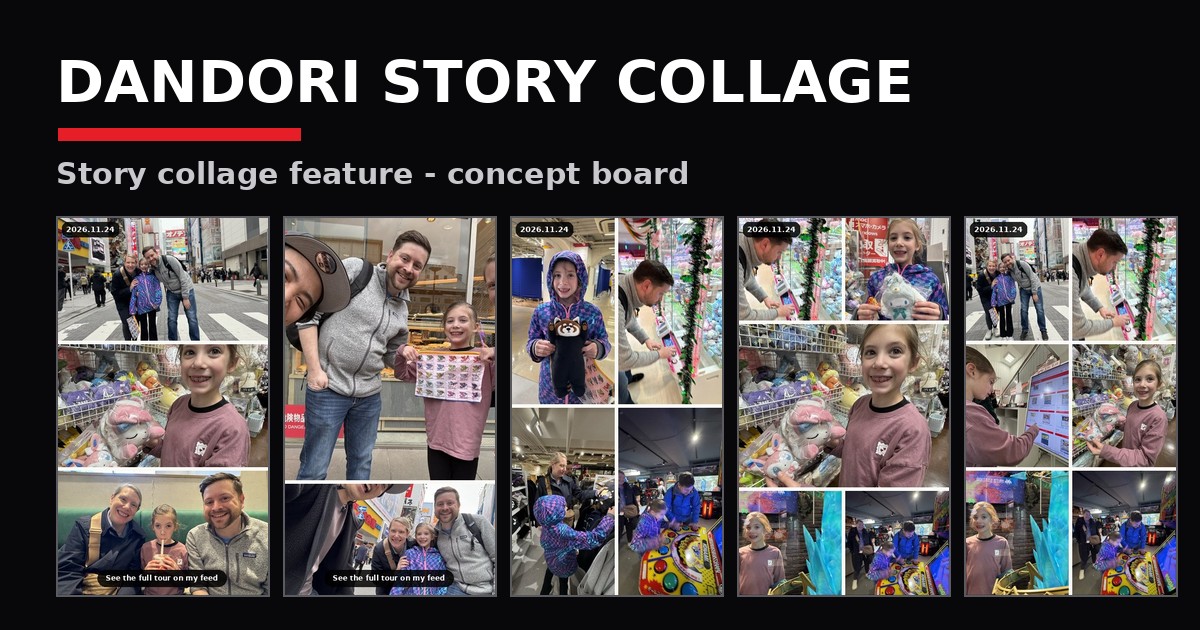 DANDORI STORY COLLAGE
Story collage feature - concept board
2026.11.24
See the full tour on my feed
See the full tour on my feed
2026.11.24
2026.11.24
2026.11.24